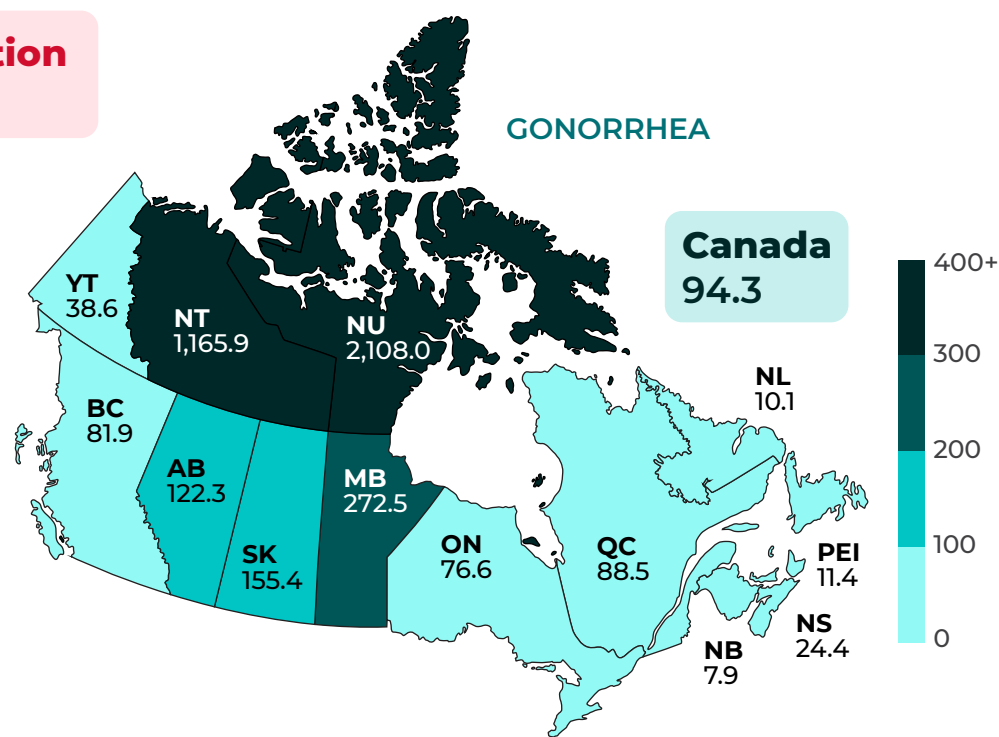 GONORRHEA
Canada
94.3
400+
300
200
100
0
YT
38.6
NT
1,165.9
NU
2,108.0
BC
81.9
AB
122.3
SK
155.4
MB
272.5
ON
76.6
QC
88.5
NL
10.1
PEI
11.4
NS
24.4
NB
7.9